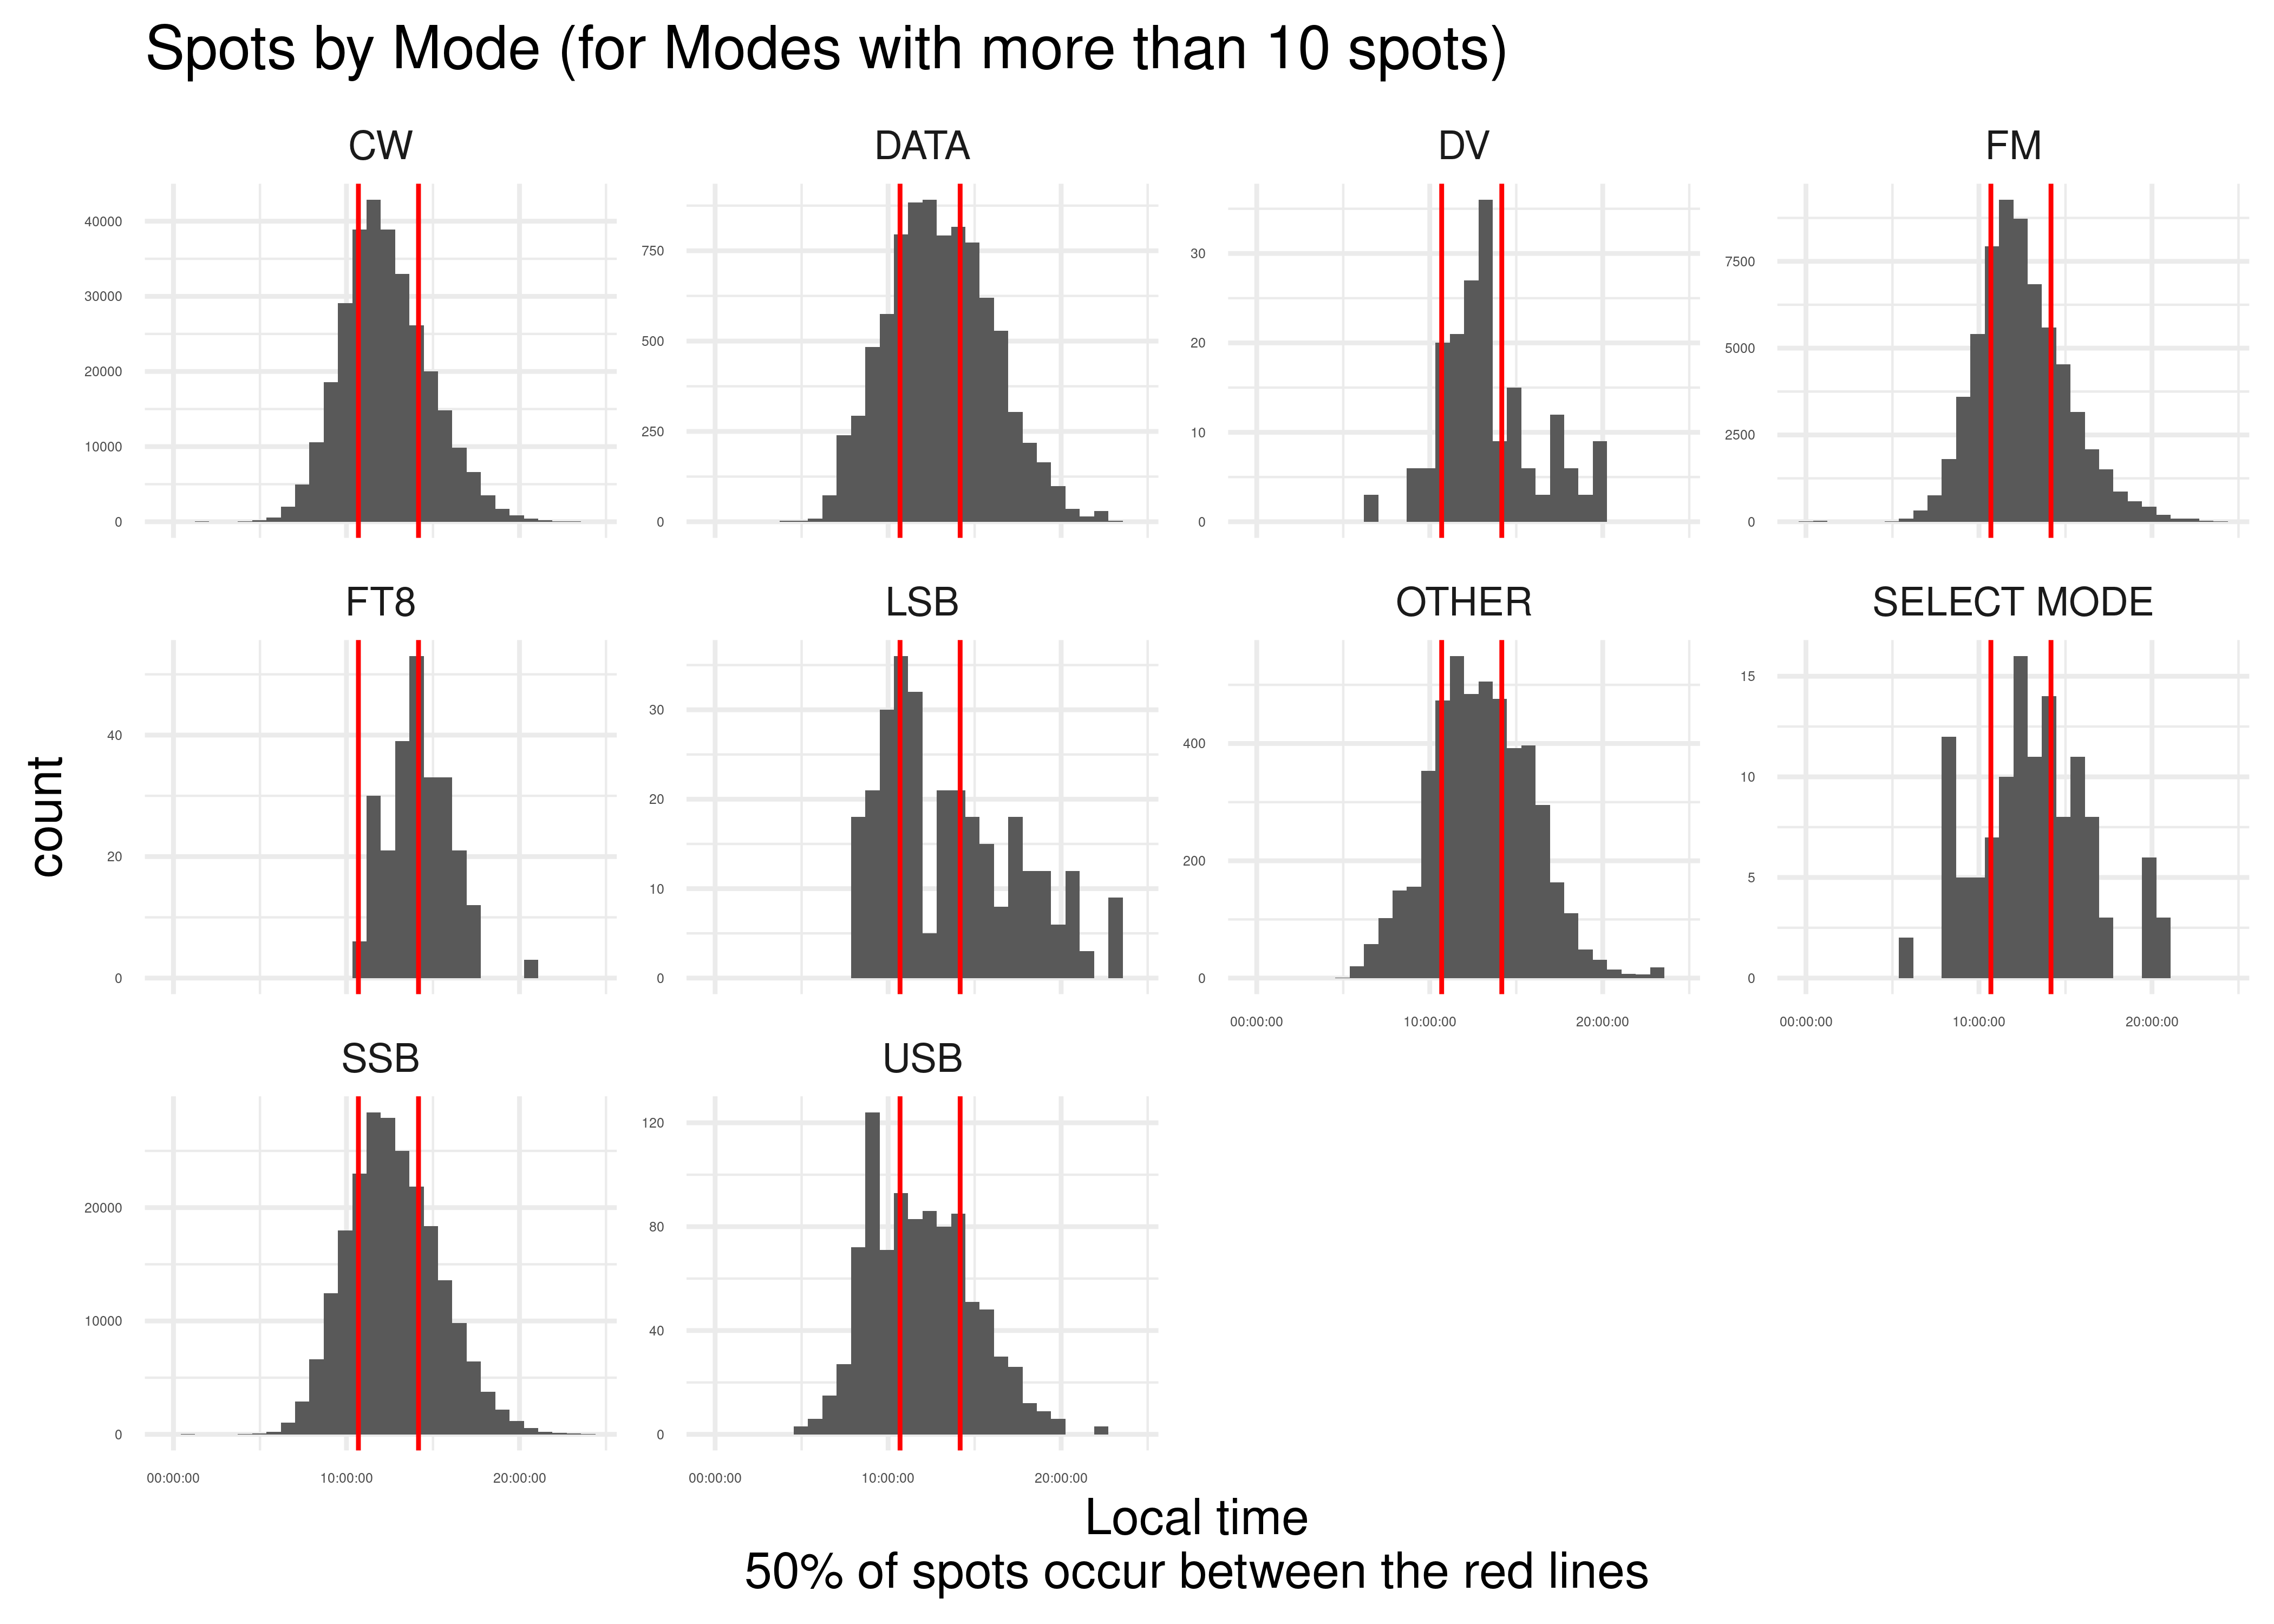 Spots by Mode (for Modes with more than 10 spots)
CW
DATA
DV
FM
40000
30000
20000
10000
0
750
500
250
0
30
20
10
0
7500
5000
2500
0
FT8
LSB
OTHER
SELECT MODE
count
40
20
0
30
20
10
0
400
200
0
15
10
5
0
00:00:00 10:00:00 20:00:00
00:00:00 10:00:00 20:00:00
SSB
USB
20000
10000
0
120
80
40
0
00:00:00 10:00:00 20:00:00
00:00:00 10:00:00 20:00:00
Local time
50% of spots occur between the red lines